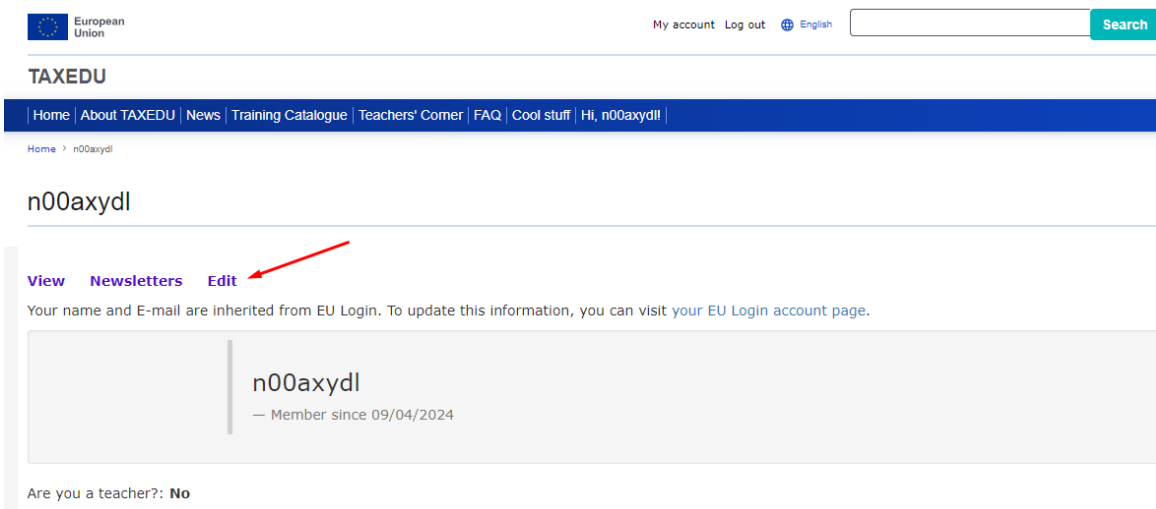 European
Union
My account Log out English Search
TAXEDU
Home About TAXEDU News Training Catalogue Teachers' Corner FAQ Cool stuff Hi, n00axydl!
Home > n00axydl
n00axydl
View Newsletters Edit
Your name and E-mail are inherited from EU Login. To update this information, you can visit your EU Login account page.
n00axydl
— Member since 09/04/2024
Are you a teacher?: No